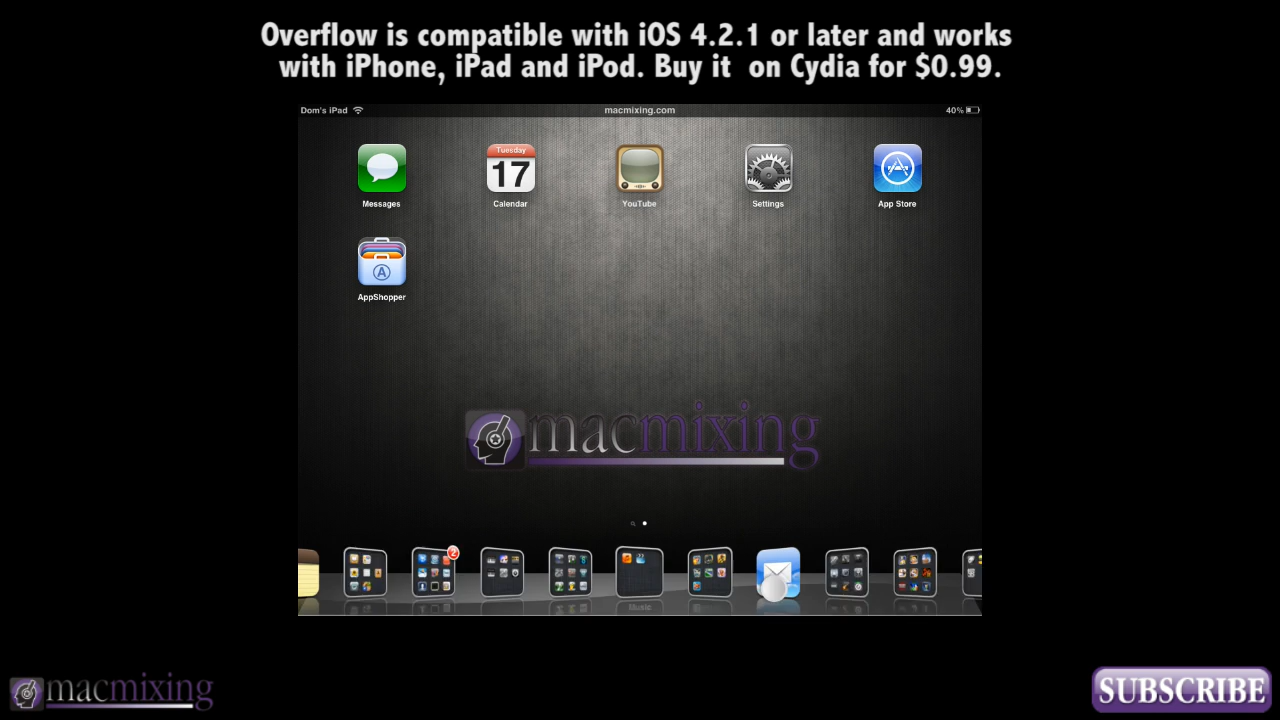 Overflow is compatible with iOS 4.2.1 or later and works
with iPhone, iPad and iPod. Buy it on Cydia for $0.99.
Dom's iPad macmixing.com 40%
Tuesday
17
Messages Calendar YouTube Settings App Store
A
AppShopper
macmixing
2
Music
macmixing
SUBSCRIBE